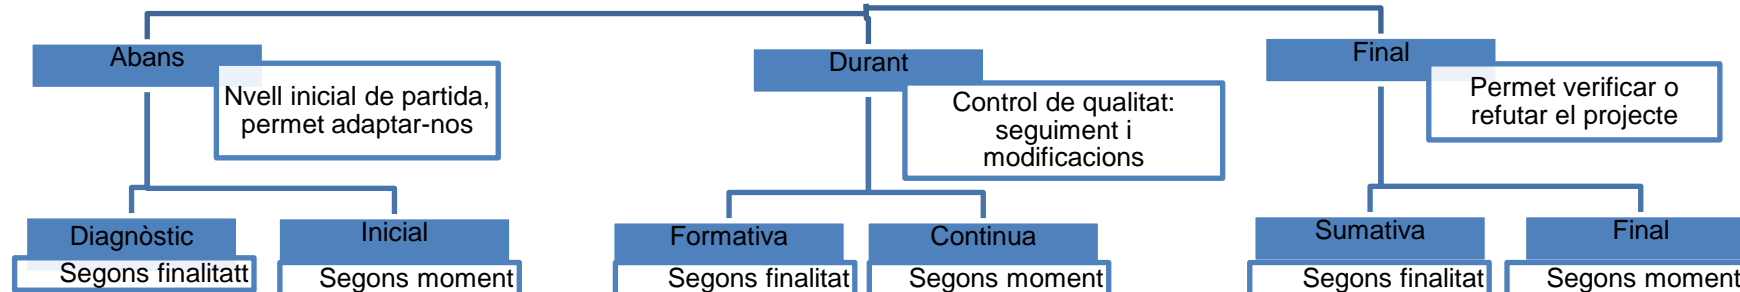 Abans
Nvell inicial de partida,
permet adaptar-nos
Durant
Control de qualitat:
seguiment i
modificacions
Final
Permet verificar o
refutar el projecte
Diagnòstic
Segons finalitatt
Inicial
Segons moment
Formativa
Segons finalitat
Continua
Segons moment
Sumativa
Segons finalitat
Final
Segons moment